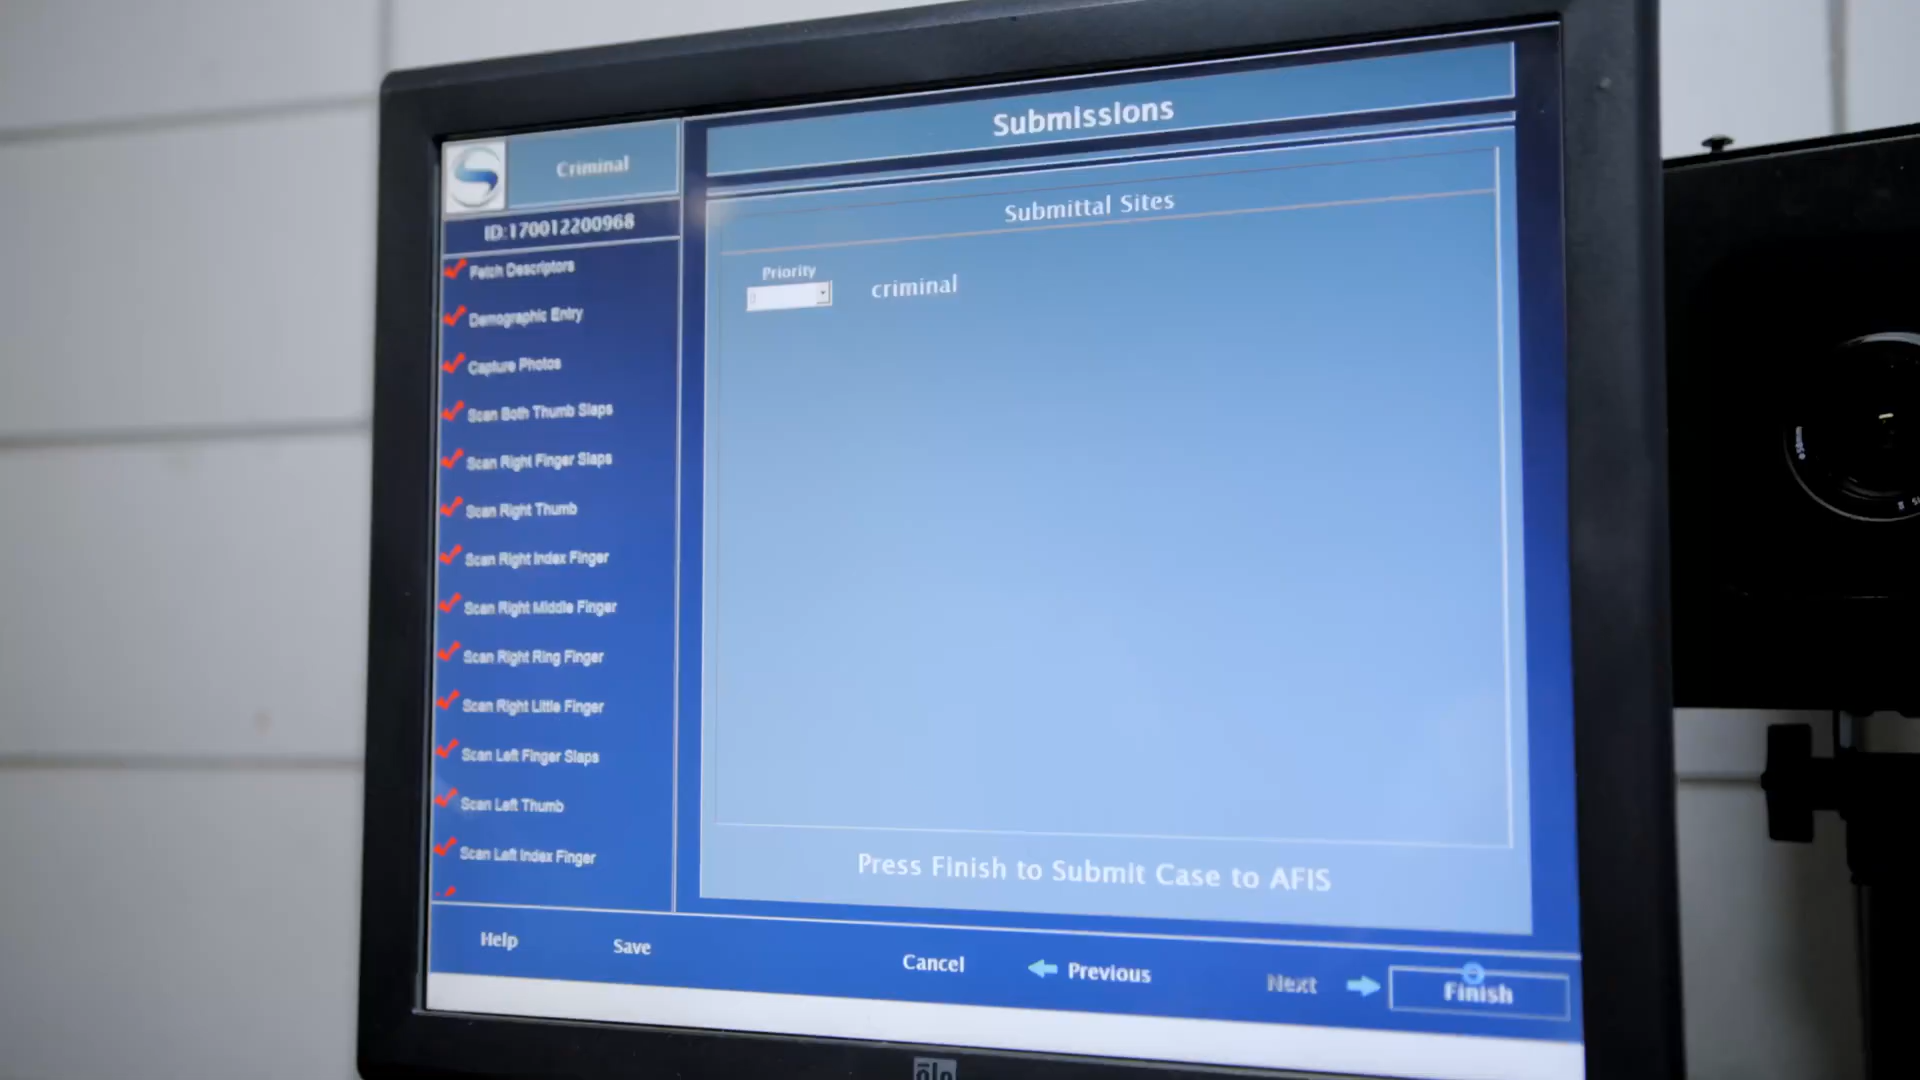 Submissions
Criminal
ID:170012200968
Fetch Descriptors
Demographic Entry
Capture Photos
Scan Both Thumb Slaps
Scan Right Finger Slaps
Scan Right Thumb
Scan Right Index Finger
Scan Right Middle Finger
Scan Right Ring Finger
Scan Right Little Finger
Scan Left Finger Slaps
Scan Left Thumb
Scan Left Index Finger
Submittal Sites
Priority
criminal
Press Finish to Submit Case to AFIS
Help
Save
Cancel
Previous
Next
Finish
elo